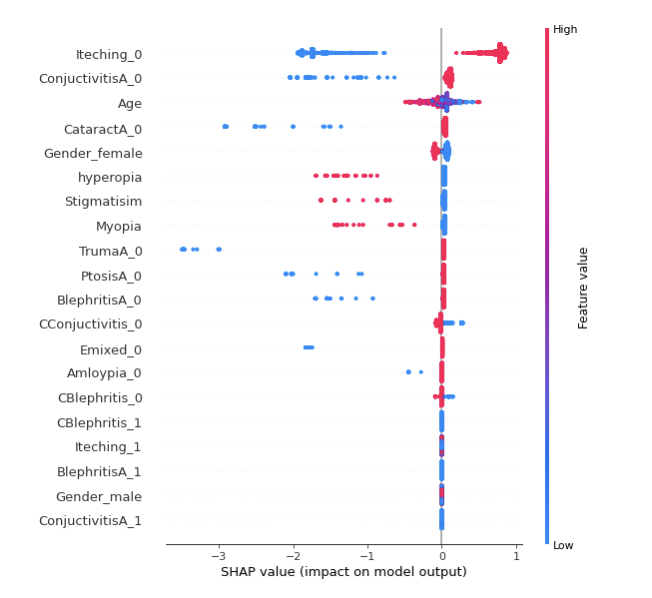 High
Iteching_0
ConjuctivitisA_0
Age
CataractA_0
Gender_female
hyperopia
Stigmatisim
Myopia
TrumaA_0
PtosisA_0
BlephritisA_0
CConjuctivitis_0
Emixed_0
Amloypia_0
CBlephritis_0
CBlephritis_1
Iteching_1
BlephritisA_1
Gender_male
ConjuctivitisA_1
Feature value
Low
−3 −2 −1 0 1
SHAP value (impact on model output)